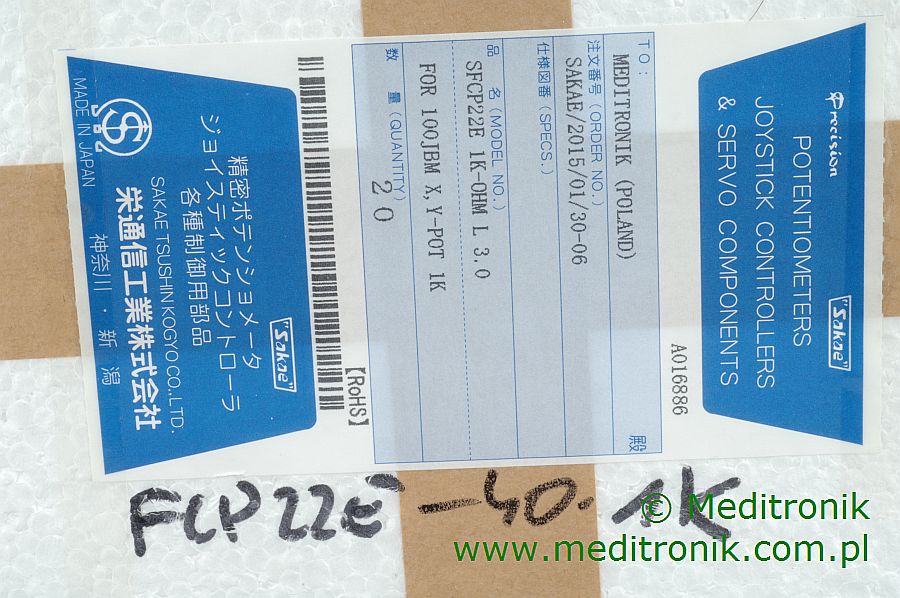 Precision
"Sakae"
POTENTIOMETERS
JOYSTICK CONTROLLERS
& SERVO COMPONENTS
A016886
TO: 殿
MEDITRONIK (POLAND)
注文番号 (ORDER NO.)
SAKAE/2015/01/30-06
仕様図番 (SPECS.)
品 名 (MODEL NO.)
SFCP22E 1K-OHM L 3.0
FOR 100JBM X,Y-POT 1K
数 量 (QUANTITY)
20
【RoHS】
"Sakae"
精密ポテンショメータ
ジョイスティックコントローラ
各種制御用部品
SAKAE TSUSHIN KOGYO CO.,LTD.
栄通信工業株式会社
神奈川・新潟
MADE IN JAPAN
FCP22E -40. 1K
© Meditronik
www.meditronik.com.pl